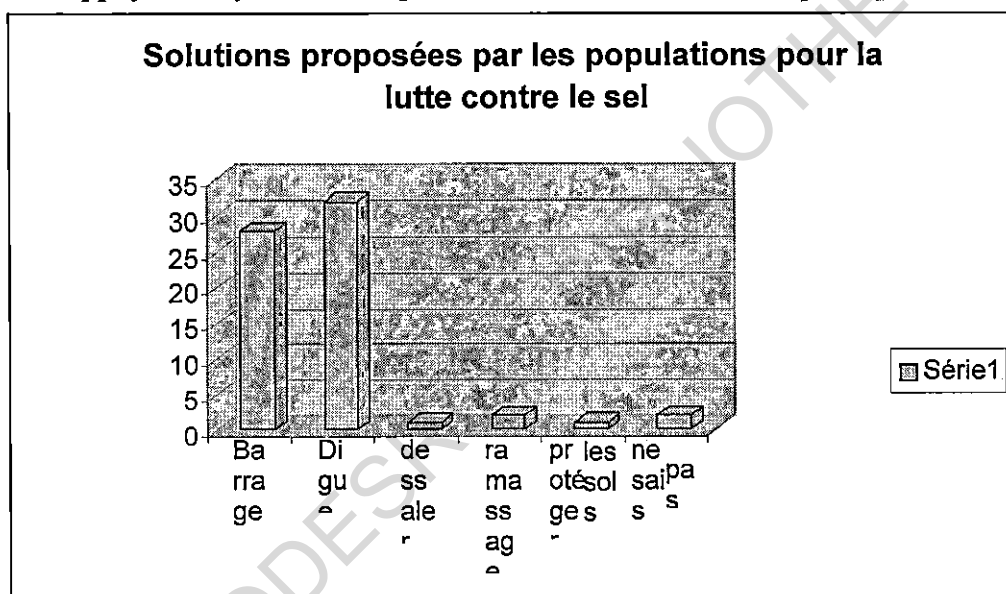 Solutions proposées par les populations pour la
lutte contre le sel
35
30
25
20
15
10
5
0
Ba
rra
ge
Di
gu
e
de
ss
aler
ra
ma
ss
ag
e
pr
oté
ge
r
les
sol
s
ne
sai
s
pa
s
Série1